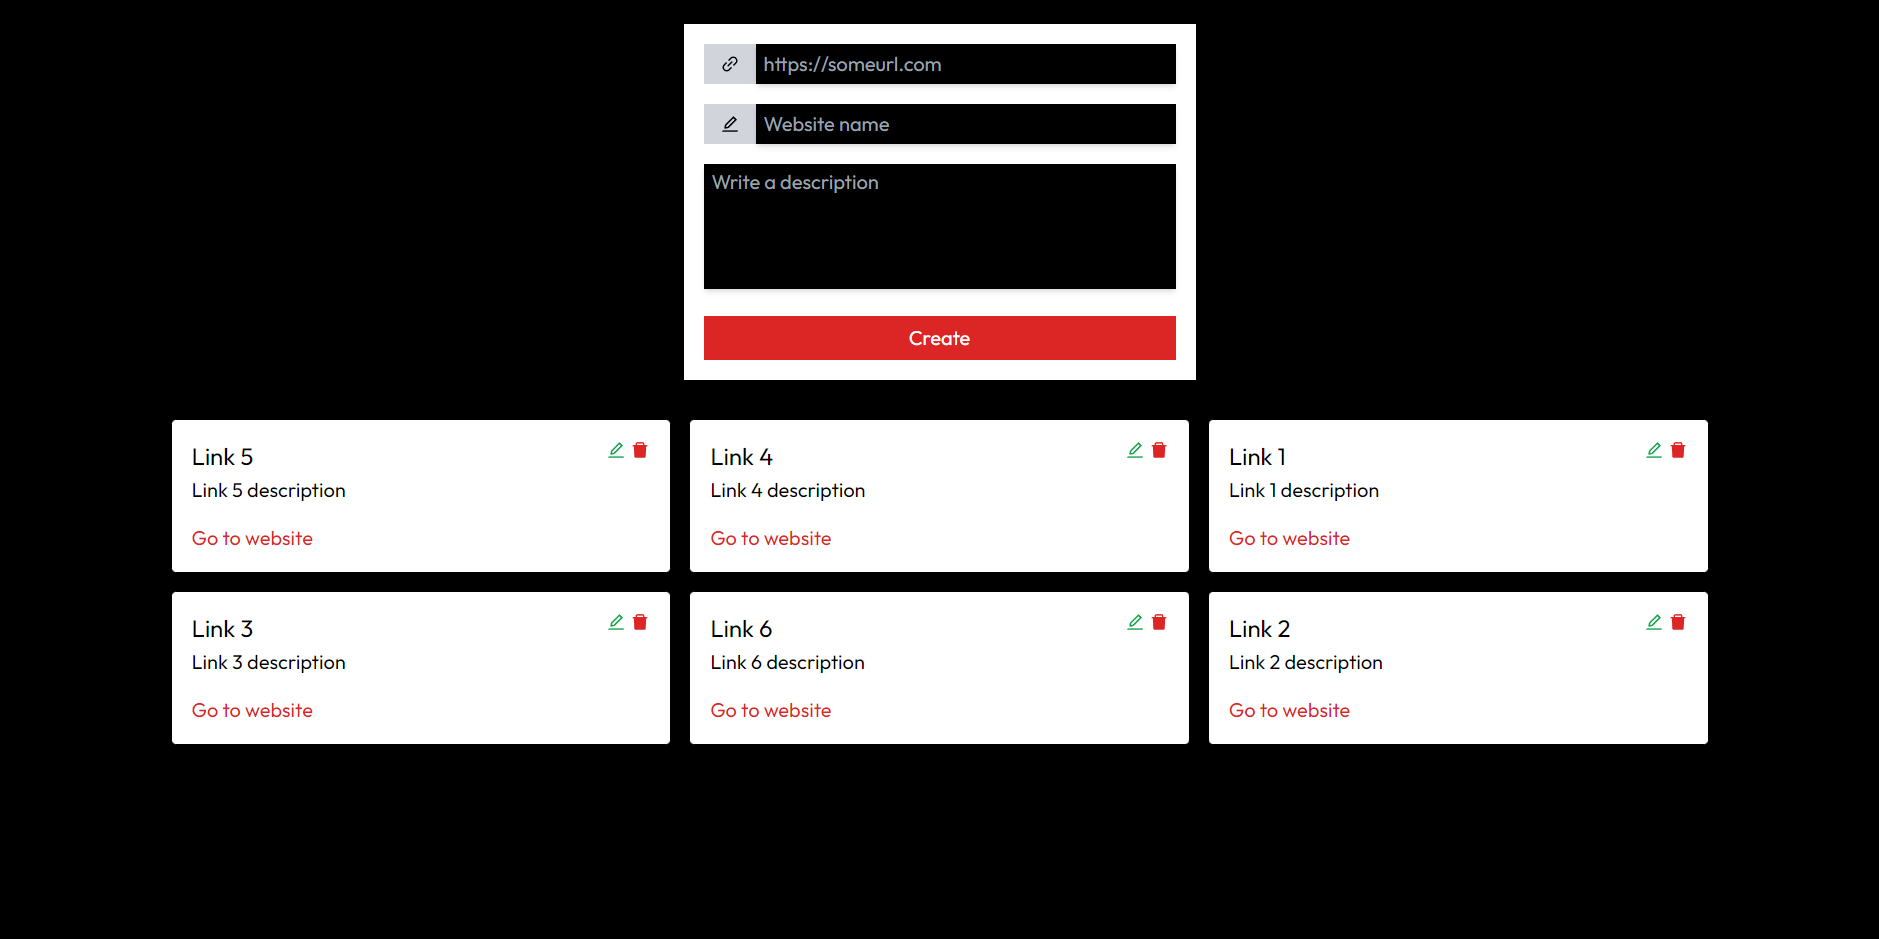 https://someurl.com
Website name
Write a description
Create
Link 5
Link 5 description
Go to website
Link 4
Link 4 description
Go to website
Link 1
Link 1 description
Go to website
Link 3
Link 3 description
Go to website
Link 6
Link 6 description
Go to website
Link 2
Link 2 description
Go to website